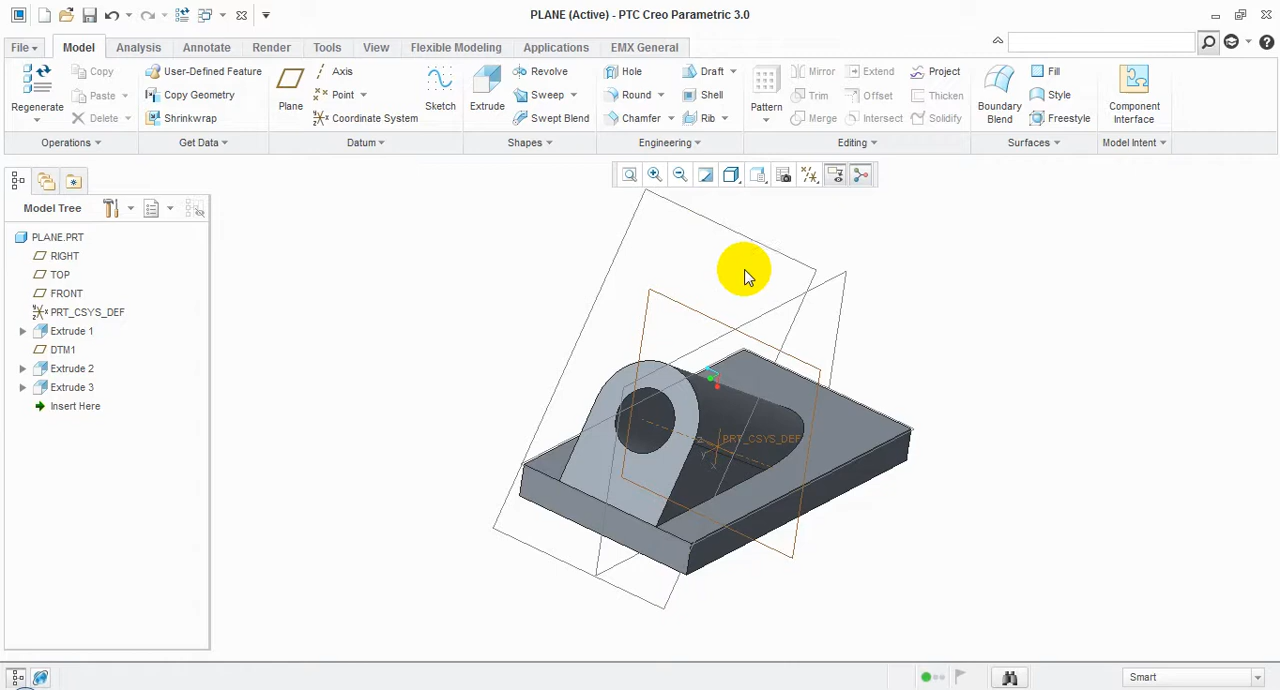 PLANE (Active) - PTC Creo Parametric 3.0
File Model Analysis Annotate Render Tools View Flexible Modeling Applications EMX General
Regenerate
Copy
Paste
Delete
Operations
User-Defined Feature
Copy Geometry
Shrinkwrap
Get Data
Plane
Axis
Point
Coordinate System
Sketch
Datum
Extrude
Revolve
Sweep
Swept Blend
Shapes
Hole
Round
Chamfer
Draft
Shell
Rib
Engineering
Pattern
Mirror
Trim
Merge
Extend
Offset
Intersect
Project
Thicken
Solidify
Editing
Boundary
Blend
Fill
Style
Freestyle
Surfaces
Component
Interface
Model Intent
Model Tree
PLANE.PRT
RIGHT
TOP
FRONT
PRT_CSYS_DEF
Extrude 1
DTM1
Extrude 2
Extrude 3
Insert Here
PRT_CSYS_DEF
z
y
x
Smart